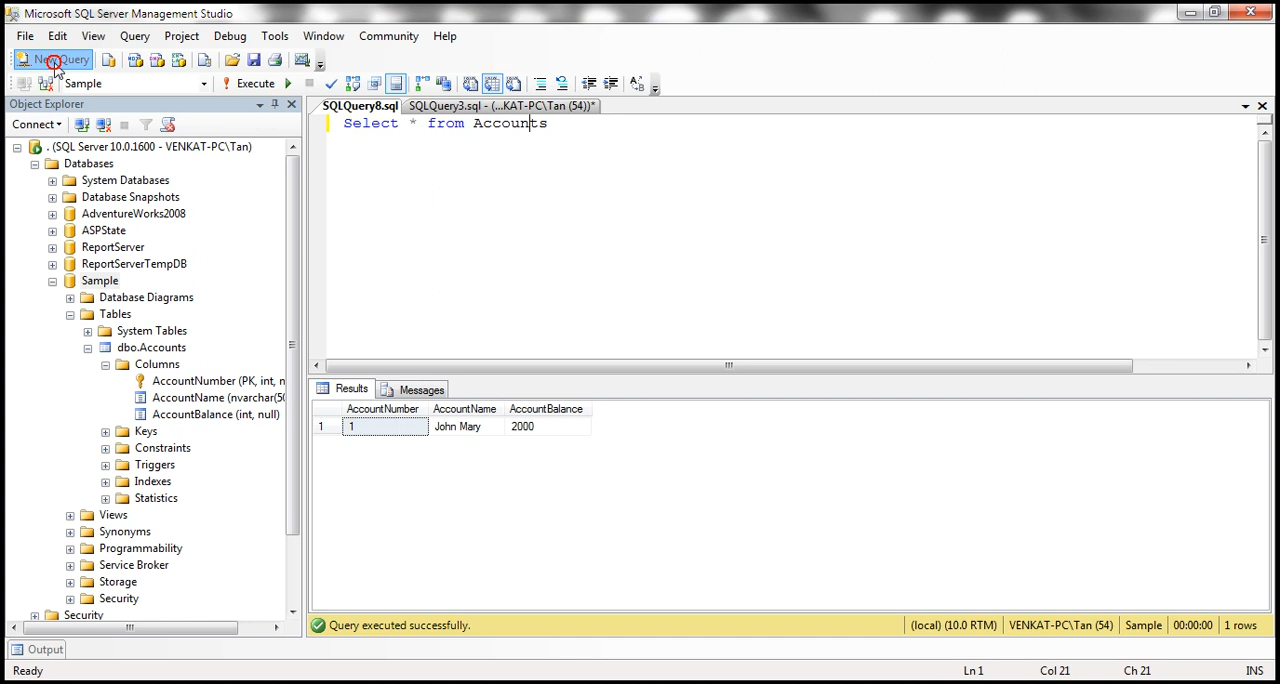 Microsoft SQL Server Management Studio
File Edit View Query Project Debug Tools Window Community Help
New Query
Sample Execute
Object Explorer
SQLQuery8.sql SQLQuery3.sql - (...KAT-PC\Tan (54))*
Connect
Select * from Accounts
. (SQL Server 10.0.1600 - VENKAT-PC\Tan)
Databases
System Databases
Database Snapshots
AdventureWorks2008
ASPState
ReportServer
ReportServerTempDB
Sample
Database Diagrams
Tables
System Tables
dbo.Accounts
Columns
AccountNumber (PK, int, n
AccountName (nvarchar(50
AccountBalance (int, null)
Keys
Constraints
Triggers
Indexes
Statistics
Views
Synonyms
Programmability
Service Broker
Storage
Security
Security
Results Messages
AccountNumber AccountName AccountBalance
1 1 John Mary 2000
Query executed successfully. (local) (10.0 RTM) VENKAT-PC\Tan (54) Sample 00:00:00 1 rows
Output
Ready Ln 1 Col 21 Ch 21 INS